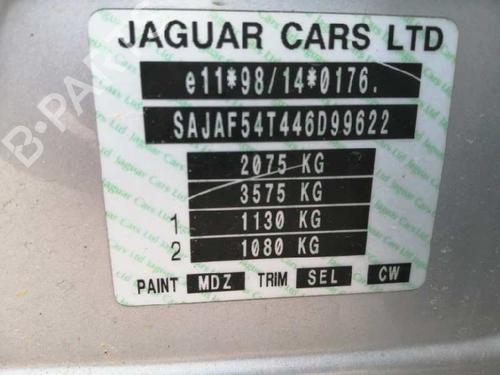 JAGUAR CARS LTD
e11*98/14*0176.
SAJAF54T446D99622
2075 KG
3575 KG
1 1130 KG
2 1080 KG
PAINT MDZ TRIM SEL CW